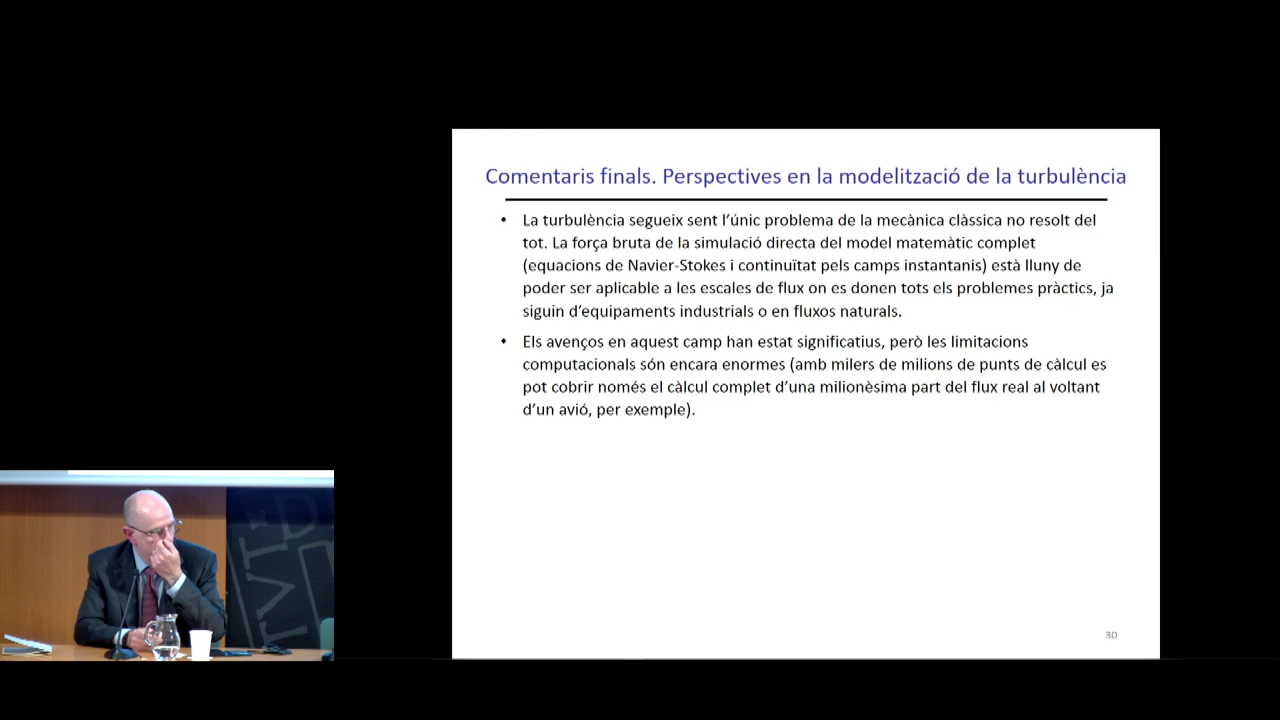 Comentaris finals. Perspectives en la modelització de la turbulència
• La turbulència segueix sent l'únic problema de la mecànica clàssica no resolt del
tot. La força bruta de la simulació directa del model matemàtic complet
(equacions de Navier-Stokes i continuïtat pels camps instantanis) està lluny de
poder ser aplicable a les escales de flux on es donen tots els problemes pràctics, ja
siguin d'equipaments industrials o en fluxos naturals.
• Els avenços en aquest camp han estat significatius, però les limitacions
computacionals són encara enormes (amb milers de milions de punts de càlcul es
pot cobrir només el càlcul complet d'una milionèsima part del flux real al voltant
d'un avió, per exemple).
30